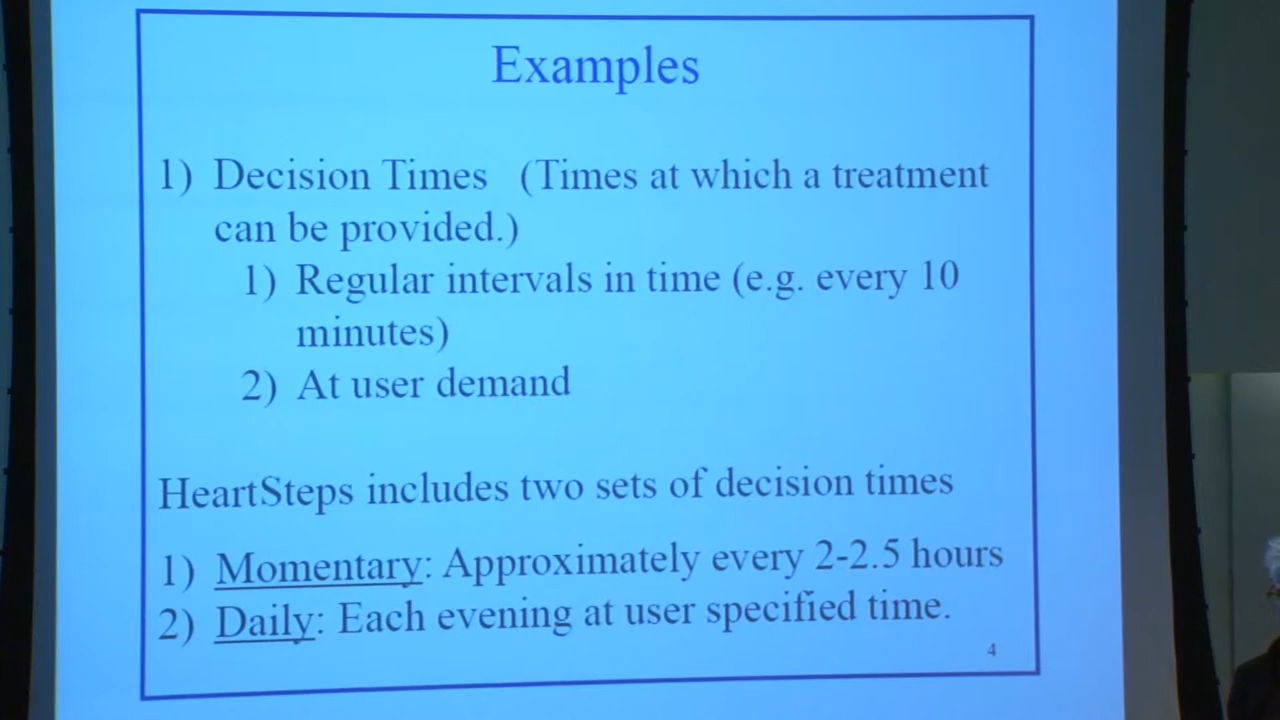 Examples
1) Decision Times (Times at which a treatment
can be provided.)
1) Regular intervals in time (e.g. every 10
minutes)
2) At user demand
HeartSteps includes two sets of decision times
1) Momentary: Approximately every 2-2.5 hours
2) Daily: Each evening at user specified time.
4